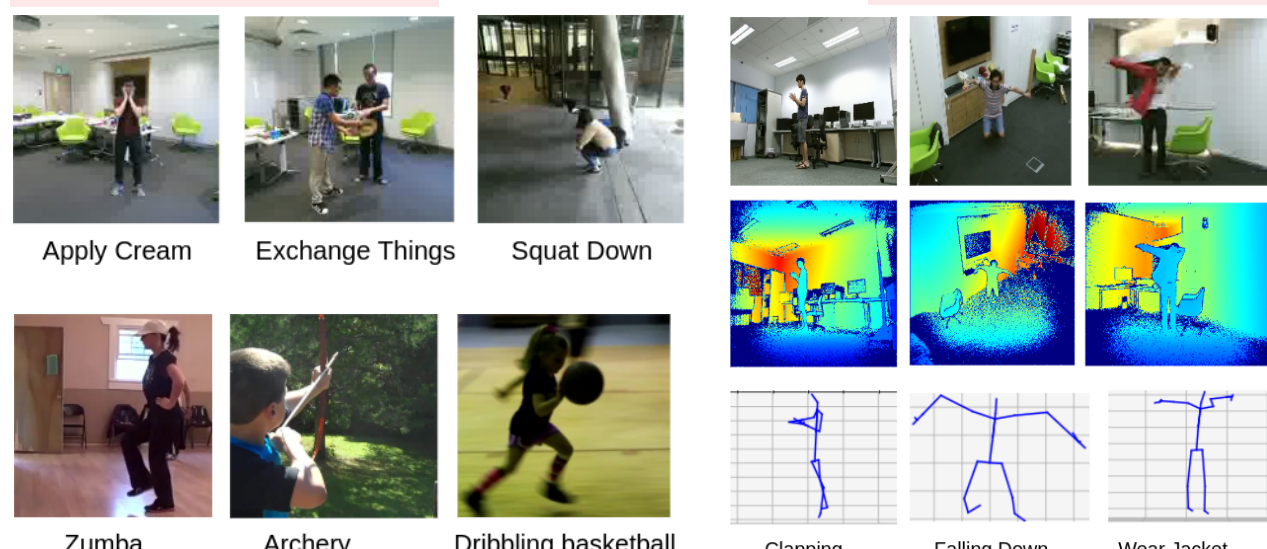 Apply Cream
Exchange Things
Squat Down
Zumba
Archery
Dribbling basketball
Clapping
Falling Down
Wear Jacket